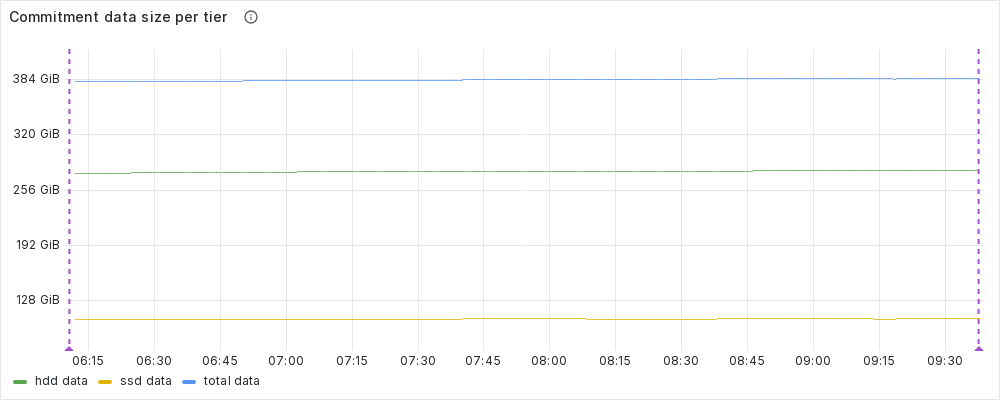 Commitment data size per tier
384 GiB
320 GiB
256 GiB
192 GiB
128 GiB
06:15 06:30 06:45 07:00 07:15 07:30 07:45 08:00 08:15 08:30 08:45 09:00 09:15 09:30
hdd data ssd data total data